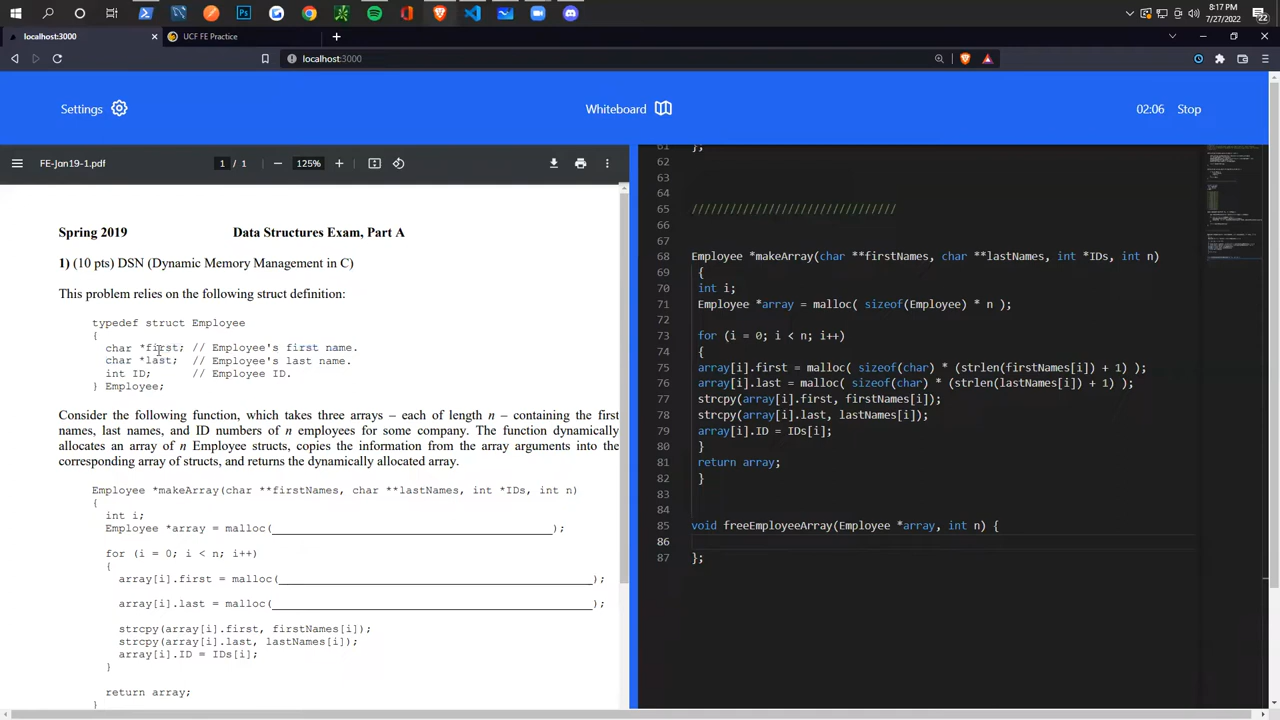 8:17 PM
7/27/2022
22
localhost:3000
UCF FE Practice
localhost:3000
Settings
Whiteboard
02:06 Stop
FE-Jan19-1.pdf
1 / 1
125%
Spring 2019 Data Structures Exam, Part A
1) (10 pts) DSN (Dynamic Memory Management in C)
This problem relies on the following struct definition:
typedef struct Employee
{
char *first; // Employee's first name.
char *last; // Employee's last name.
int ID; // Employee ID.
} Employee;
Consider the following function, which takes three arrays – each of length n – containing the first
names, last names, and ID numbers of n employees for some company. The function dynamically
allocates an array of n Employee structs, copies the information from the array arguments into the
corresponding array of structs, and returns the dynamically allocated array.
Employee *makeArray(char **firstNames, char **lastNames, int *IDs, int n)
{
int i;
Employee *array = malloc(____________________);
for (i = 0; i < n; i++)
{
array[i].first = malloc(____________________);
array[i].last = malloc(____________________);
strcpy(array[i].first, firstNames[i]);
strcpy(array[i].last, lastNames[i]);
array[i].ID = IDs[i];
}
return array;
}
61 };
62
63
64
65 ////////////////////////////////
66
67
68 Employee *makeArray(char **firstNames, char **lastNames, int *IDs, int n)
69 {
70 int i;
71 Employee *array = malloc( sizeof(Employee) * n );
72
73 for (i = 0; i < n; i++)
74 {
75 array[i].first = malloc( sizeof(char) * (strlen(firstNames[i]) + 1) );
76 array[i].last = malloc( sizeof(char) * (strlen(lastNames[i]) + 1) );
77 strcpy(array[i].first, firstNames[i]);
78 strcpy(array[i].last, lastNames[i]);
79 array[i].ID = IDs[i];
80 }
81 return array;
82 }
83
84
85 void freeEmployeeArray(Employee *array, int n) {
86
87 };